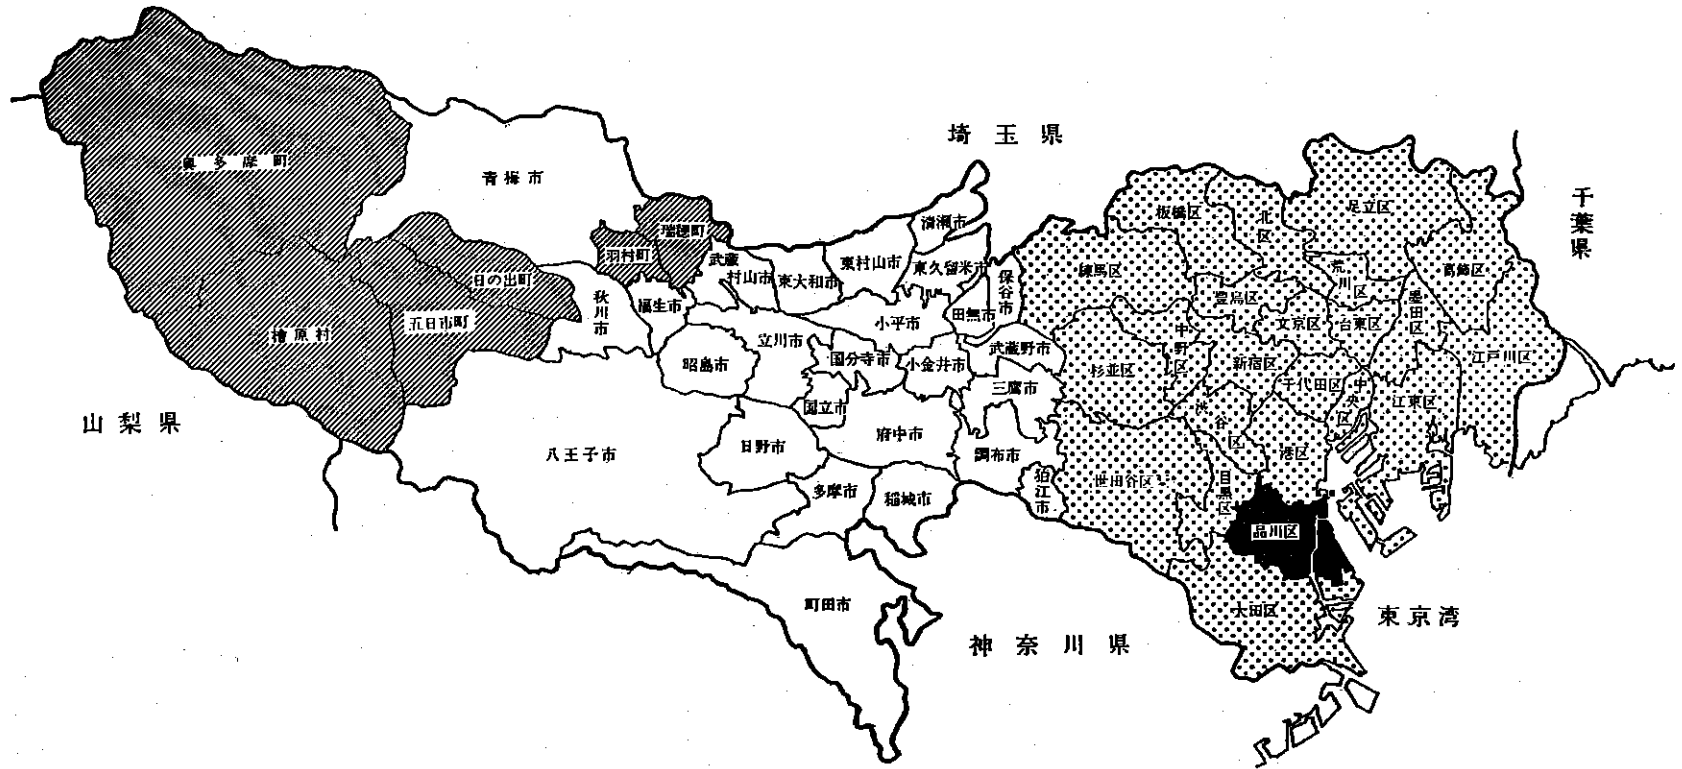 埼玉県
千葉県
山梨県
神奈川県
東京湾
奥多摩町
青梅市
瑞穂町
羽村町
日の出町
五日市町
檜原村
秋川市
福生市
武蔵
村山市
東大和市
東村山市
清瀬市
東久留米市
保谷市
田無市
小平市
立川市
昭島市
国分寺市
小金井市
武蔵野市
三鷹市
国立市
府中市
調布市
狛江市
日野市
八王子市
多摩市
稲城市
町田市
板橋区
北区
足立区
葛飾区
荒川区
練馬区
豊島区
文京区
台東区
墨田区
江戸川区
中野区
杉並区
新宿区
千代田区
中央区
江東区
渋谷区
港区
世田谷区
目黒区
品川区
大田区